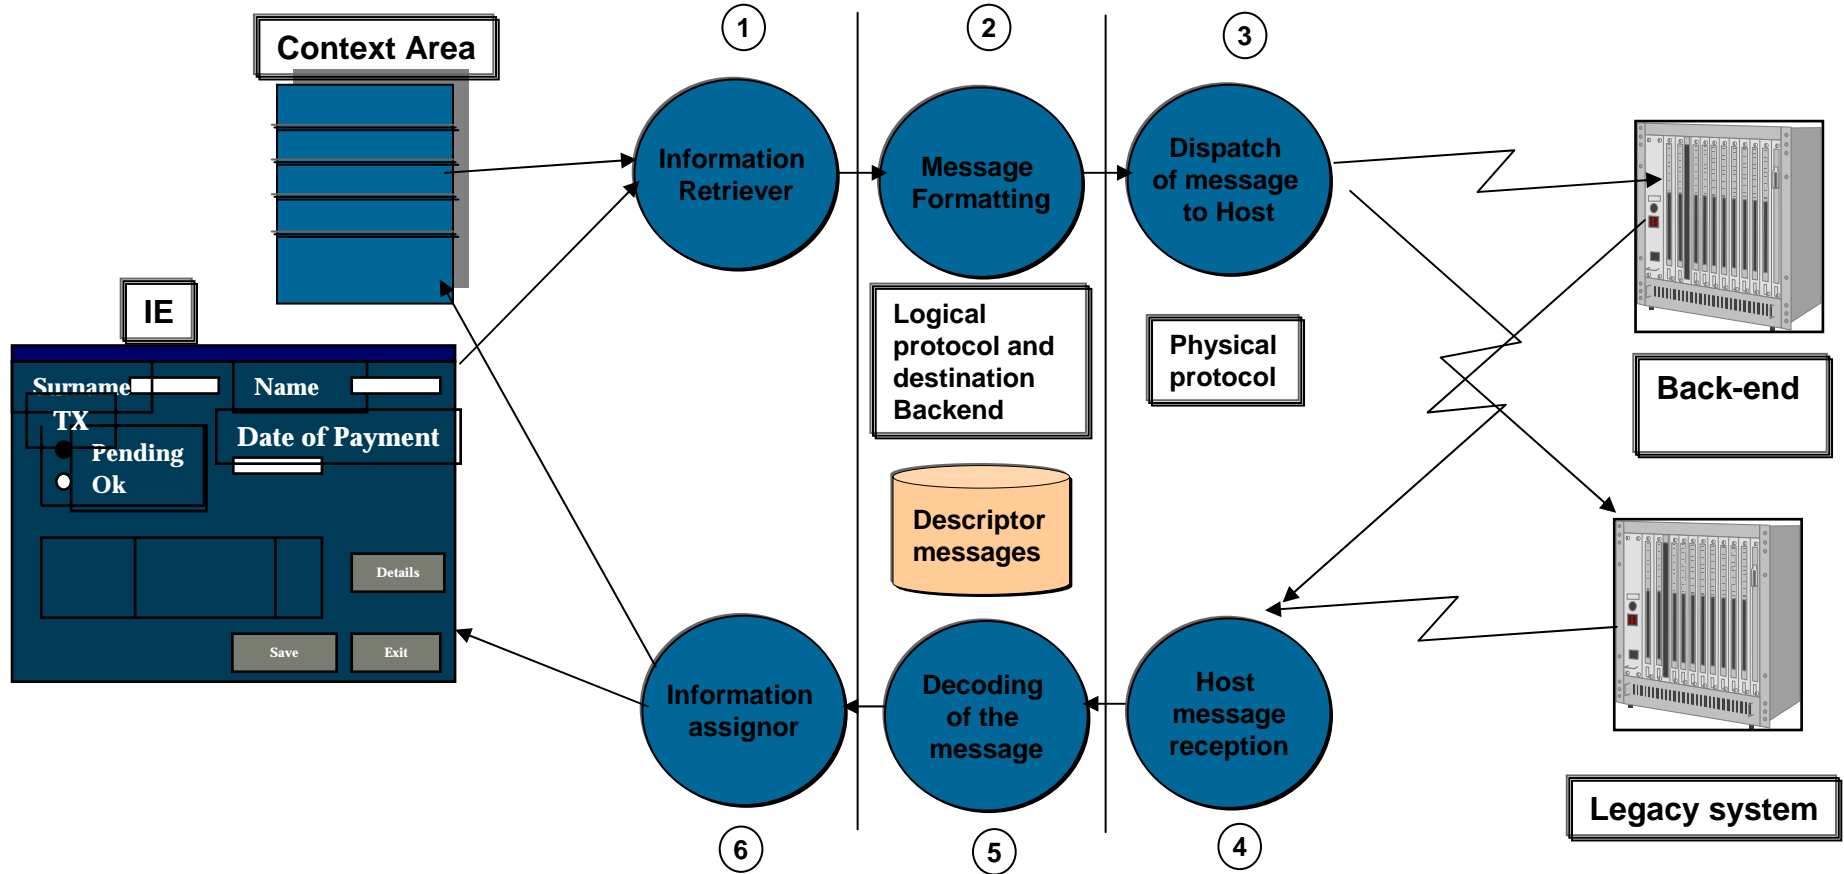 1
2
3
Context Area
Information
Retriever
Message
Formatting
Dispatch
of message
to Host
IE
Surname
Name
TX
Pending
Ok
Date of Payment
Details
Save
Exit
Logical
protocol and
destination
Backend
Physical
protocol
Back-end
Descriptor
messages
Information
assignor
Decoding
of the
message
Host
message
reception
Legacy system
6
5
4